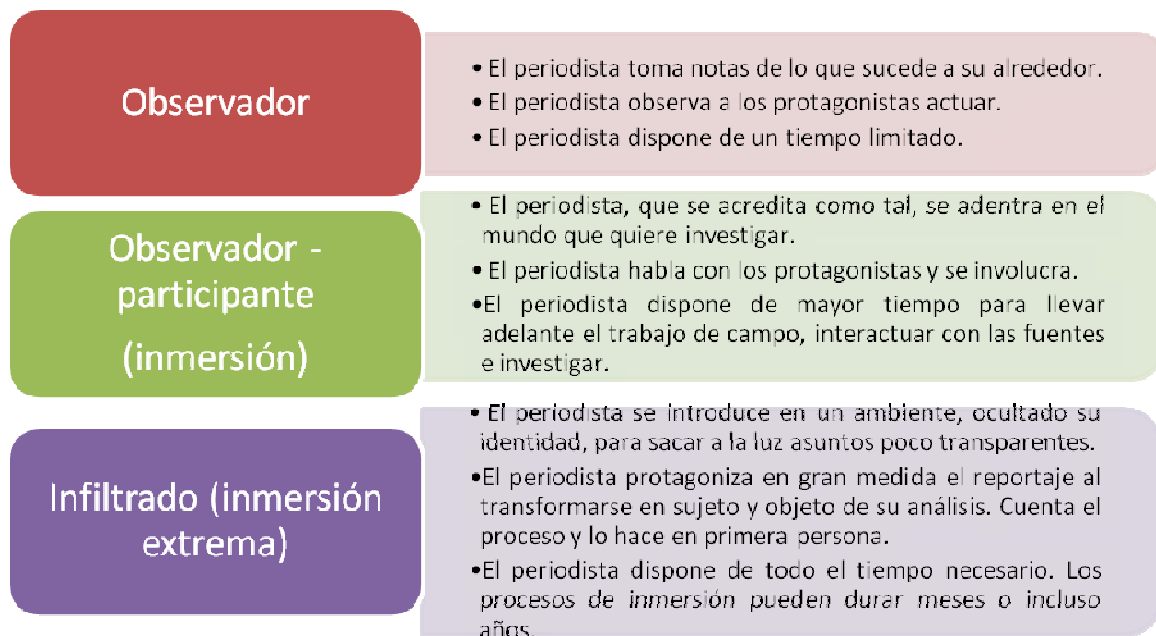 Observador
• El periodista toma notas de lo que sucede a su alrededor.
• El periodista observa a los protagonistas actuar.
• El periodista dispone de un tiempo limitado.
Observador -
participante
(inmersión)
• El periodista, que se acredita como tal, se adentra en el
mundo que quiere investigar.
• El periodista habla con los protagonistas y se involucra.
•El periodista dispone de mayor tiempo para llevar
adelante el trabajo de campo, interactuar con las fuentes
e investigar.
Infiltrado (inmersión
extrema)
• El periodista se introduce en un ambiente, ocultado su
identidad, para sacar a la luz asuntos poco transparentes.
•El periodista protagoniza en gran medida el reportaje al
transformarse en sujeto y objeto de su análisis. Cuenta el
proceso y lo hace en primera persona.
•El periodista dispone de todo el tiempo necesario. Los
procesos de inmersión pueden durar meses o incluso
años.